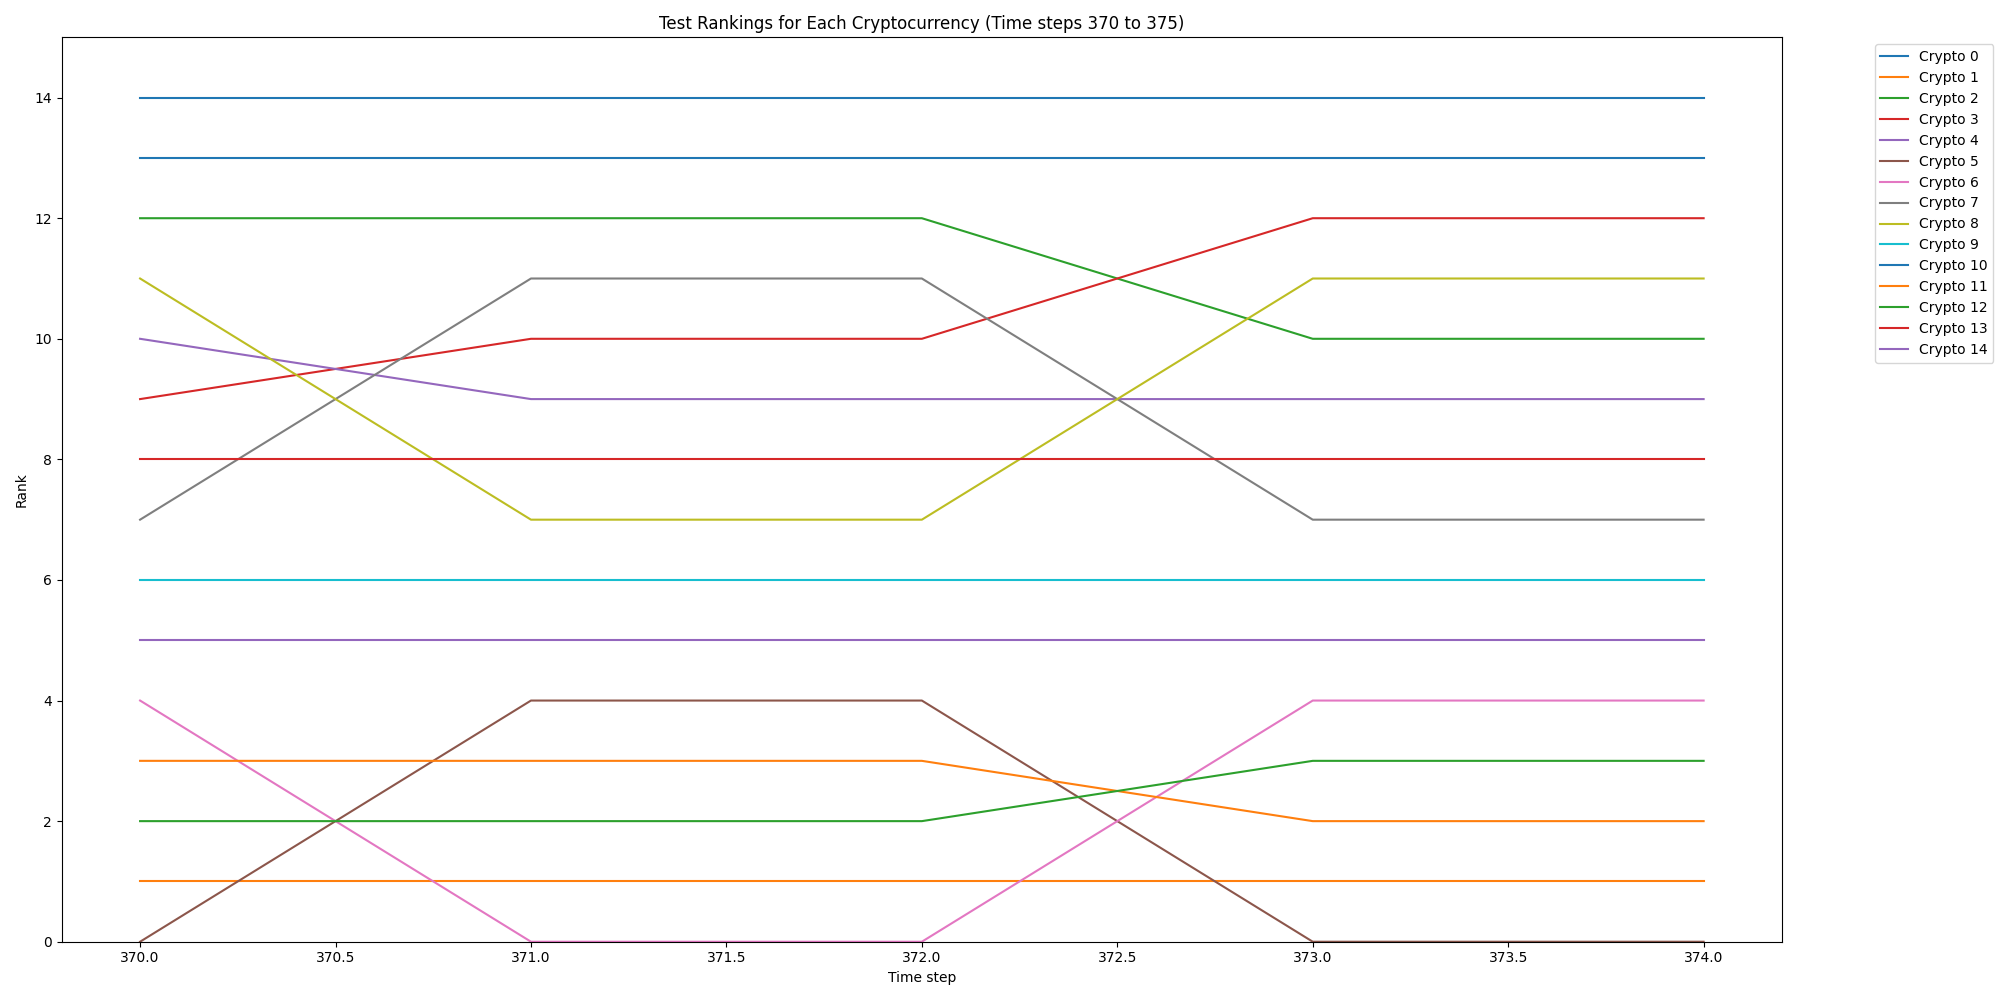 Test Rankings for Each Cryptocurrency (Time steps 370 to 375)
14
12
10
8
6
4
2
0
Rank
370.0 370.5 371.0 371.5 372.0 372.5 373.0 373.5 374.0
Time step
Crypto 0
Crypto 1
Crypto 2
Crypto 3
Crypto 4
Crypto 5
Crypto 6
Crypto 7
Crypto 8
Crypto 9
Crypto 10
Crypto 11
Crypto 12
Crypto 13
Crypto 14